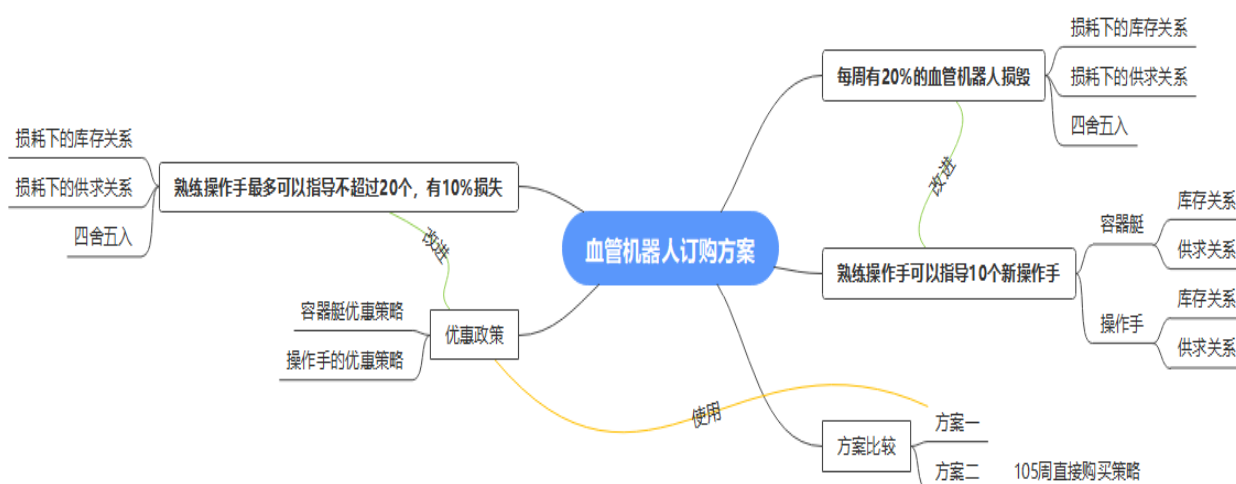 血管机器人订购方案
每周有20%的血管机器人损毁
损耗下的库存关系
损耗下的供求关系
四舍五入
改进
熟练操作手可以指导10个新操作手
容器艇
库存关系
供求关系
操作手
库存关系
供求关系
方案比较
方案一
方案二
105周直接购买策略
使用
优惠政策
容器艇优惠策略
操作手的优惠策略
改进
熟练操作手最多可以指导不超过20个，有10%损失
损耗下的库存关系
损耗下的供求关系
四舍五入